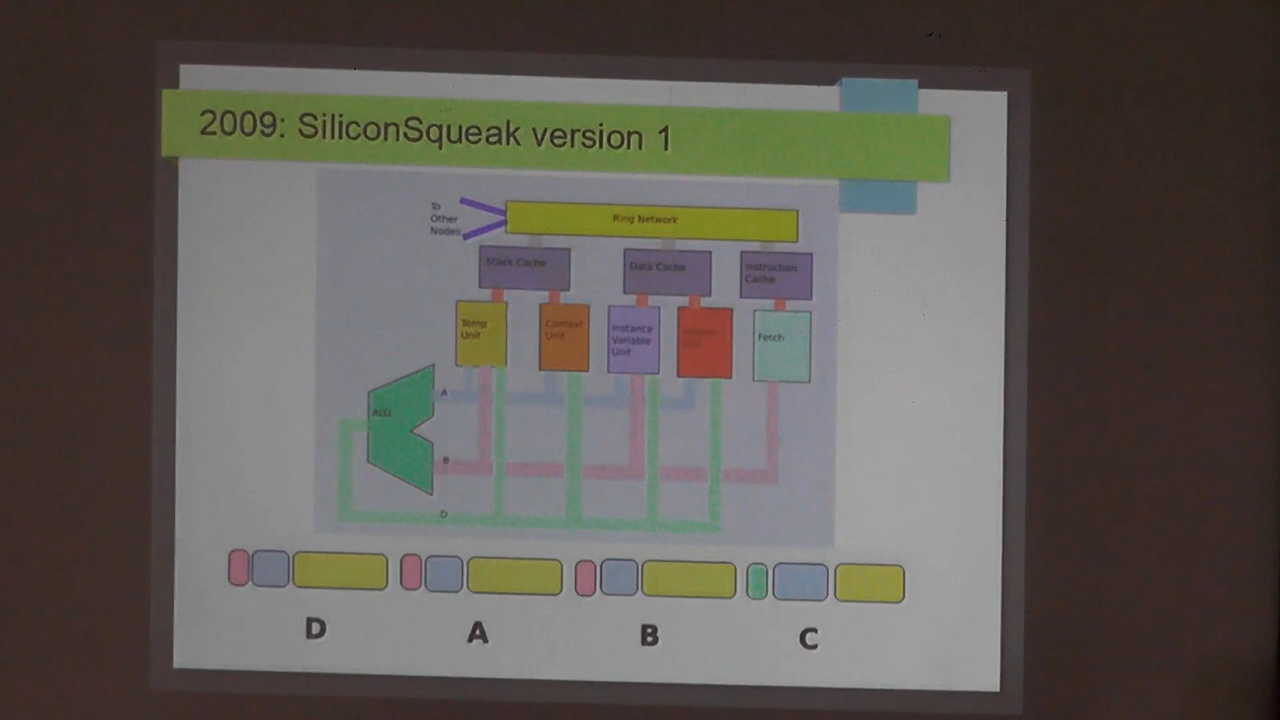 2009: SiliconSqueak version 1
To
Other
Nodes
Ring Network
Stack Cache
Data Cache
Instruction
Cache
Temp
Unit
Context
Unit
Instance
Variable
Unit
Fetch
ALU
A
B
D
D
A
B
C